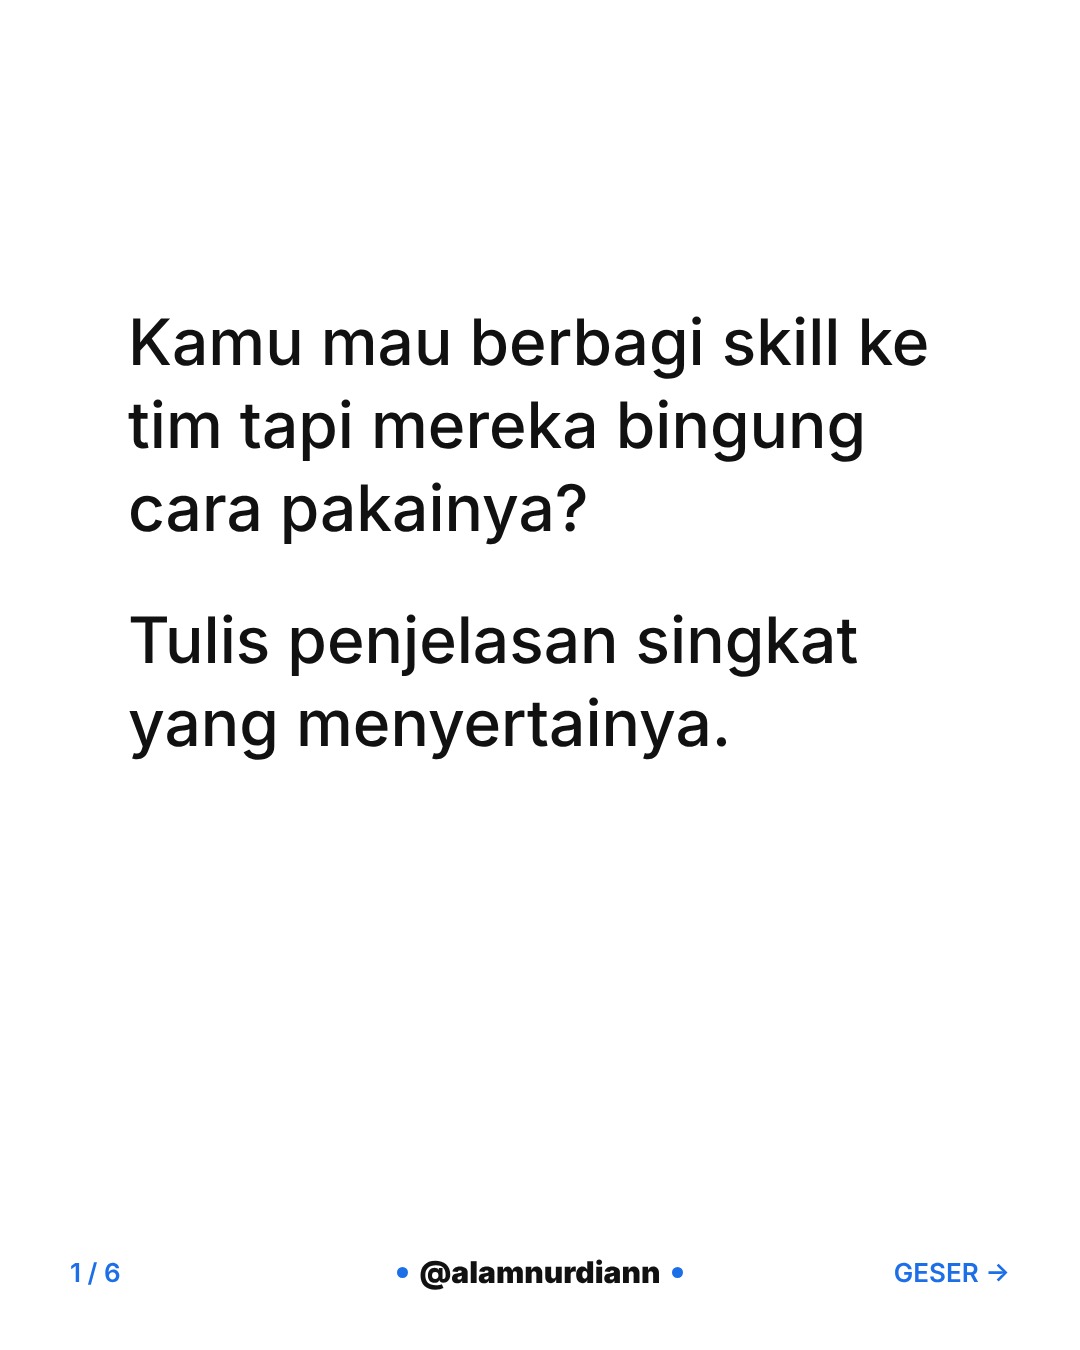 Kamu mau berbagi skill ke
tim tapi mereka bingung
cara pakainya?
Tulis penjelasan singkat
yang menyertainya.
1 / 6
• @alamnurdiann •
GESER →